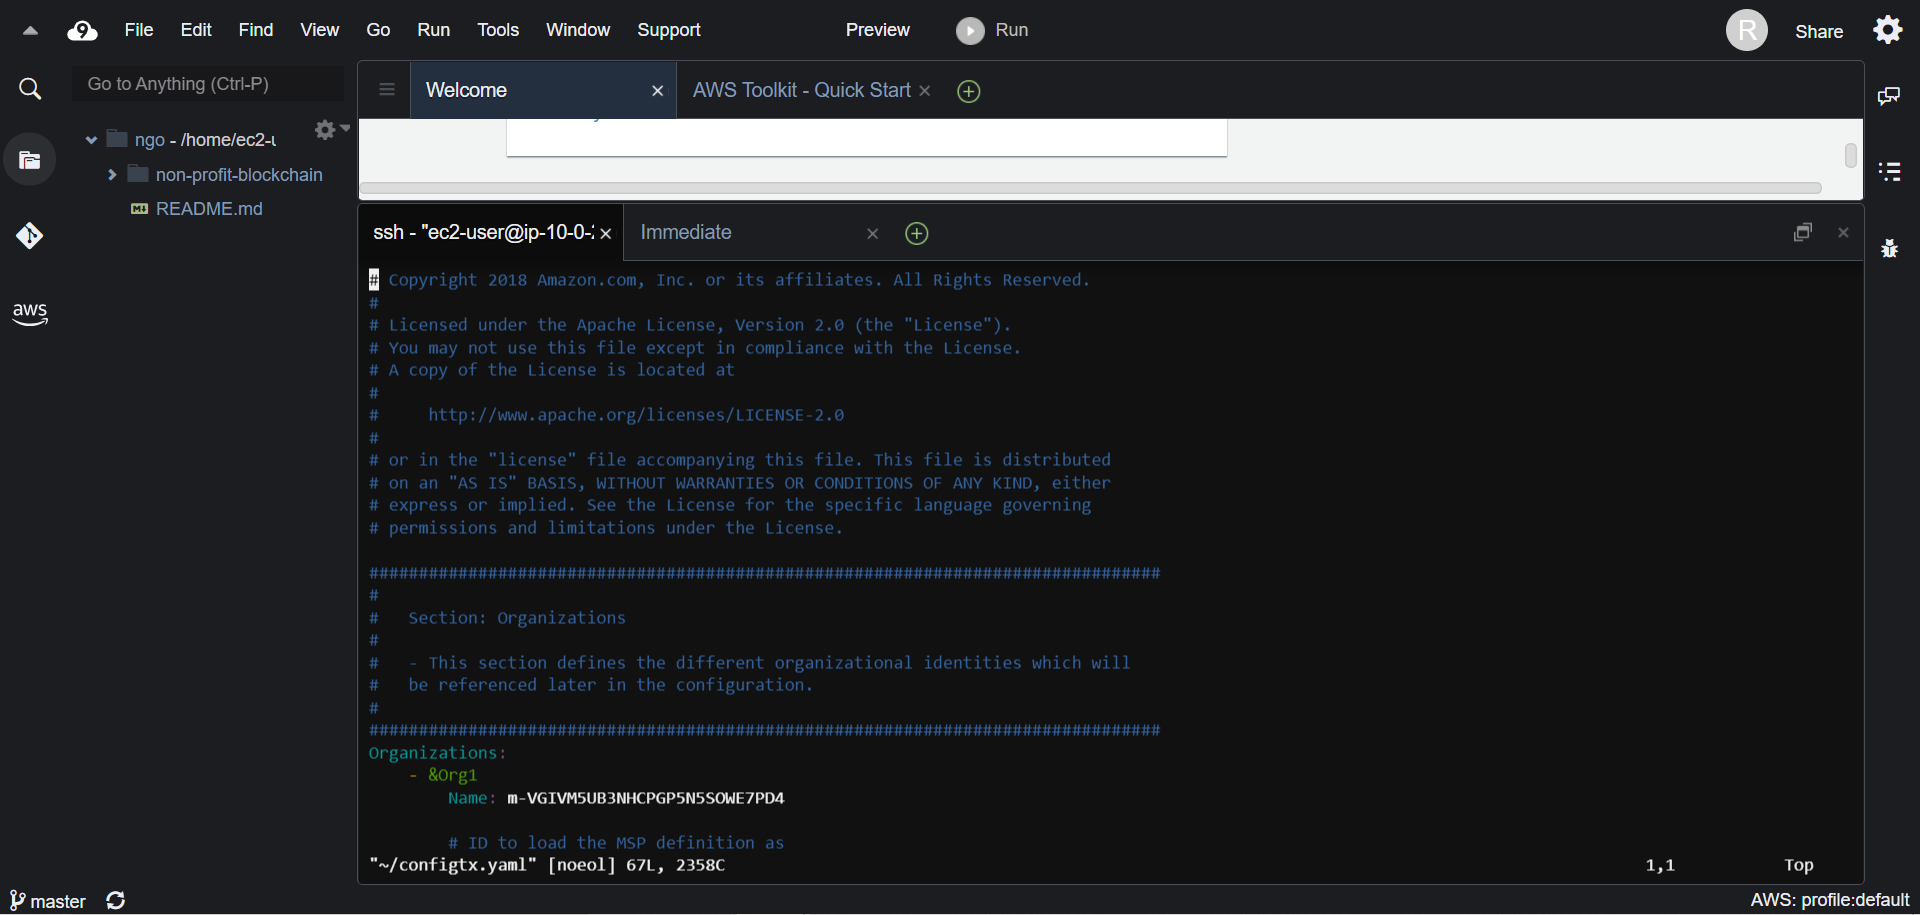 File Edit Find View Go Run Tools Window Support Preview Run R Share
Go to Anything (Ctrl-P)
Welcome
AWS Toolkit - Quick Start
ngo - /home/ec2-u
non-profit-blockchain
README.md
aws
ssh - "ec2-user@ip-10-0-
Immediate
# Copyright 2018 Amazon.com, Inc. or its affiliates. All Rights Reserved.
#
# Licensed under the Apache License, Version 2.0 (the "License").
# You may not use this file except in compliance with the License.
# A copy of the License is located at
#
#     http://www.apache.org/licenses/LICENSE-2.0
#
# or in the "license" file accompanying this file. This file is distributed
# on an "AS IS" BASIS, WITHOUT WARRANTIES OR CONDITIONS OF ANY KIND, either
# express or implied. See the License for the specific language governing
# permissions and limitations under the License.
################################################################################
#
#   Section: Organizations
#
#   - This section defines the different organizational identities which will
#   be referenced later in the configuration.
#
################################################################################
Organizations:
    - &Org1
        Name: m-VGIVM5UB3NHCPGP5N5SOWE7PD4
        # ID to load the MSP definition as
"~/configtx.yaml" [noeol] 67L, 2358C 1,1 Top
master
AWS: profile:default